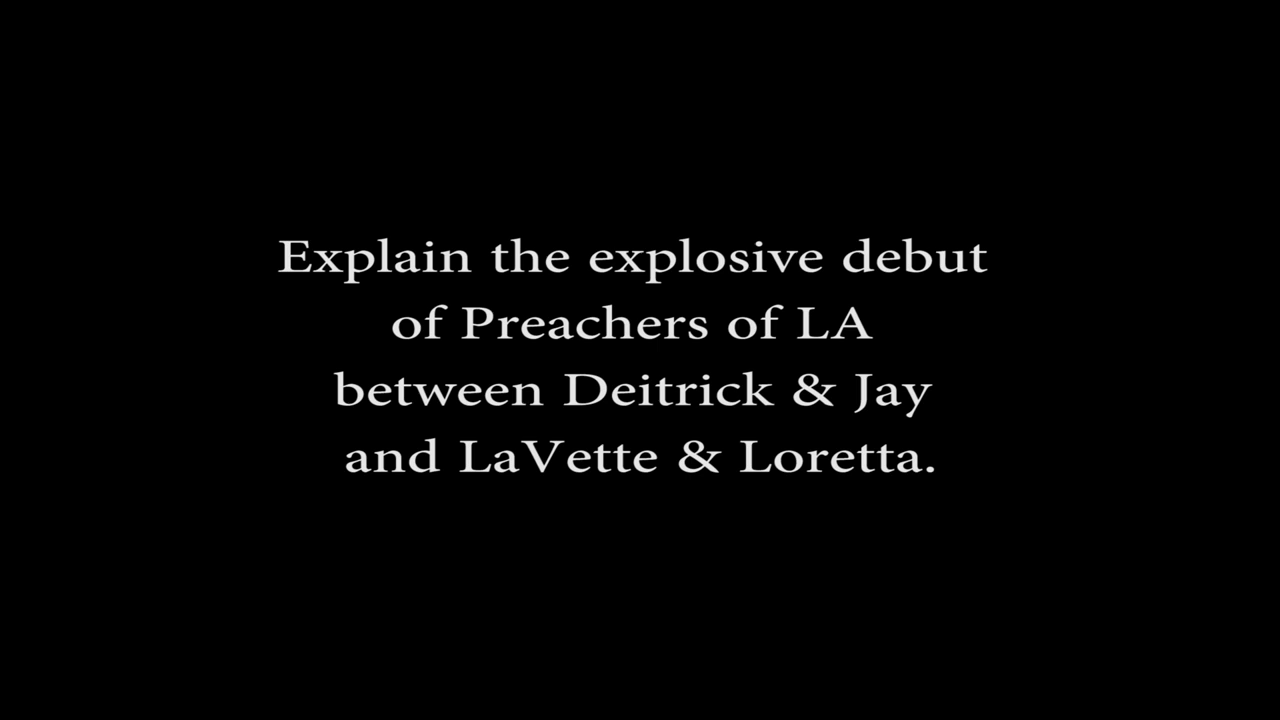 Explain the explosive debut
of Preachers of LA
between Deitrick & Jay
and LaVette & Loretta.